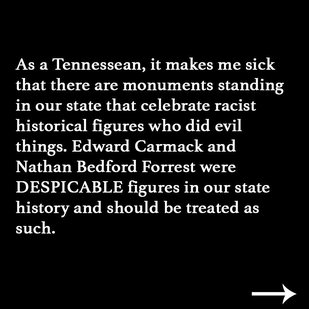 As a Tennessean, it makes me sick
that there are monuments standing
in our state that celebrate racist
historical figures who did evil
things. Edward Carmack and
Nathan Bedford Forrest were
DESPICABLE figures in our state
history and should be treated as
such.